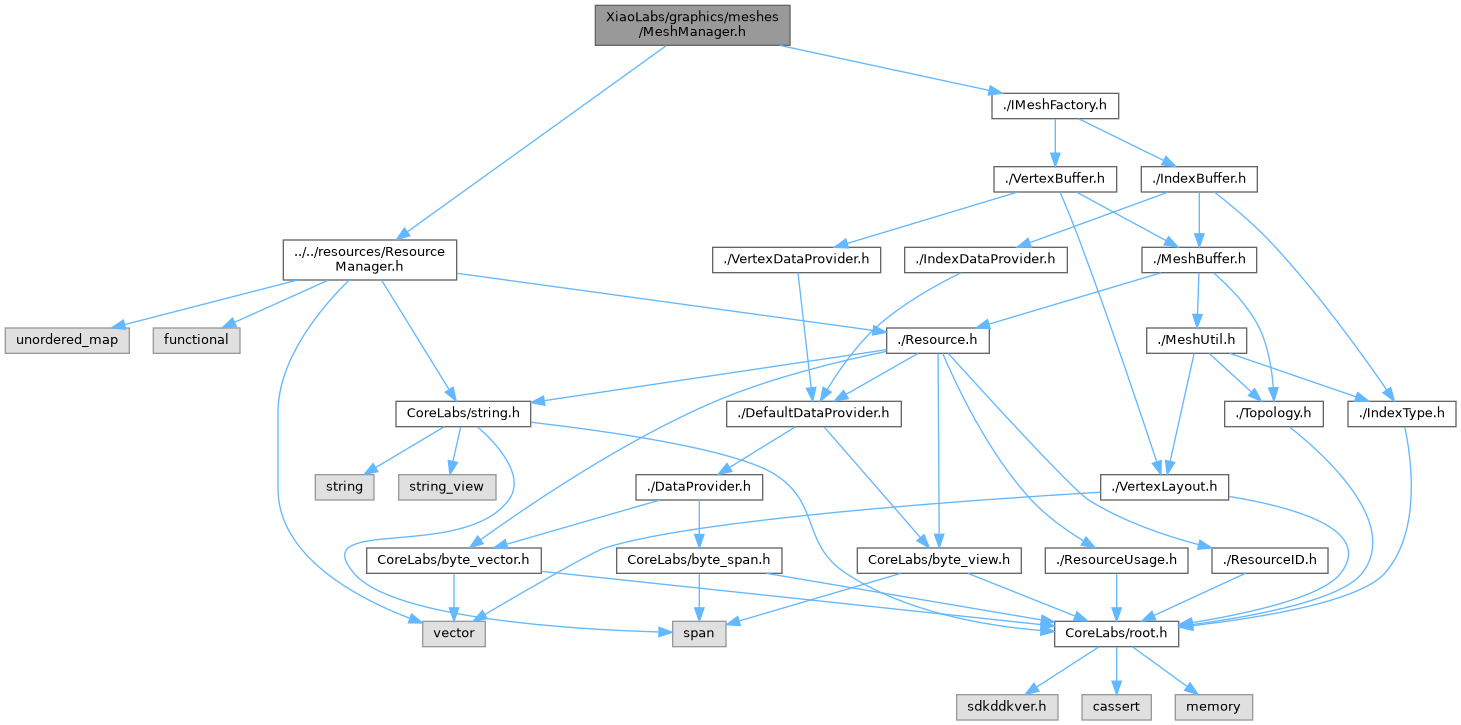 XiaoLabs/graphics/meshes
/MeshManager.h
./IMeshFactory.h
./VertexBuffer.h
./IndexBuffer.h
../../resources/Resource
Manager.h
./VertexDataProvider.h
./IndexDataProvider.h
./MeshBuffer.h
unordered_map
functional
./Resource.h
./MeshUtil.h
CoreLabs/string.h
./DefaultDataProvider.h
./Topology.h
./IndexType.h
string
string_view
./DataProvider.h
./VertexLayout.h
CoreLabs/byte_vector.h
CoreLabs/byte_span.h
CoreLabs/byte_view.h
./ResourceUsage.h
./ResourceID.h
vector
span
CoreLabs/root.h
sdkddkver.h
cassert
memory